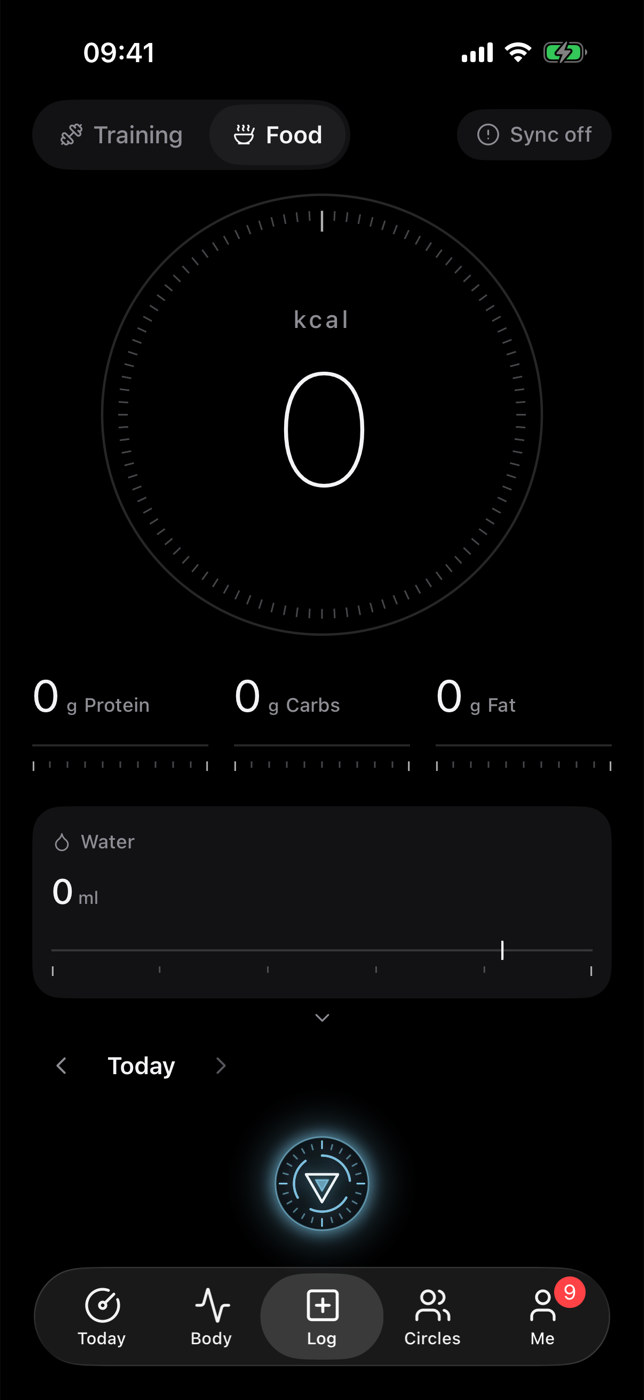 09:41
Training
Food
Sync off
kcal
0
0 g Protein
0 g Carbs
0 g Fat
Water
0 ml
Today
Today
Body
Log
Circles
Me
9